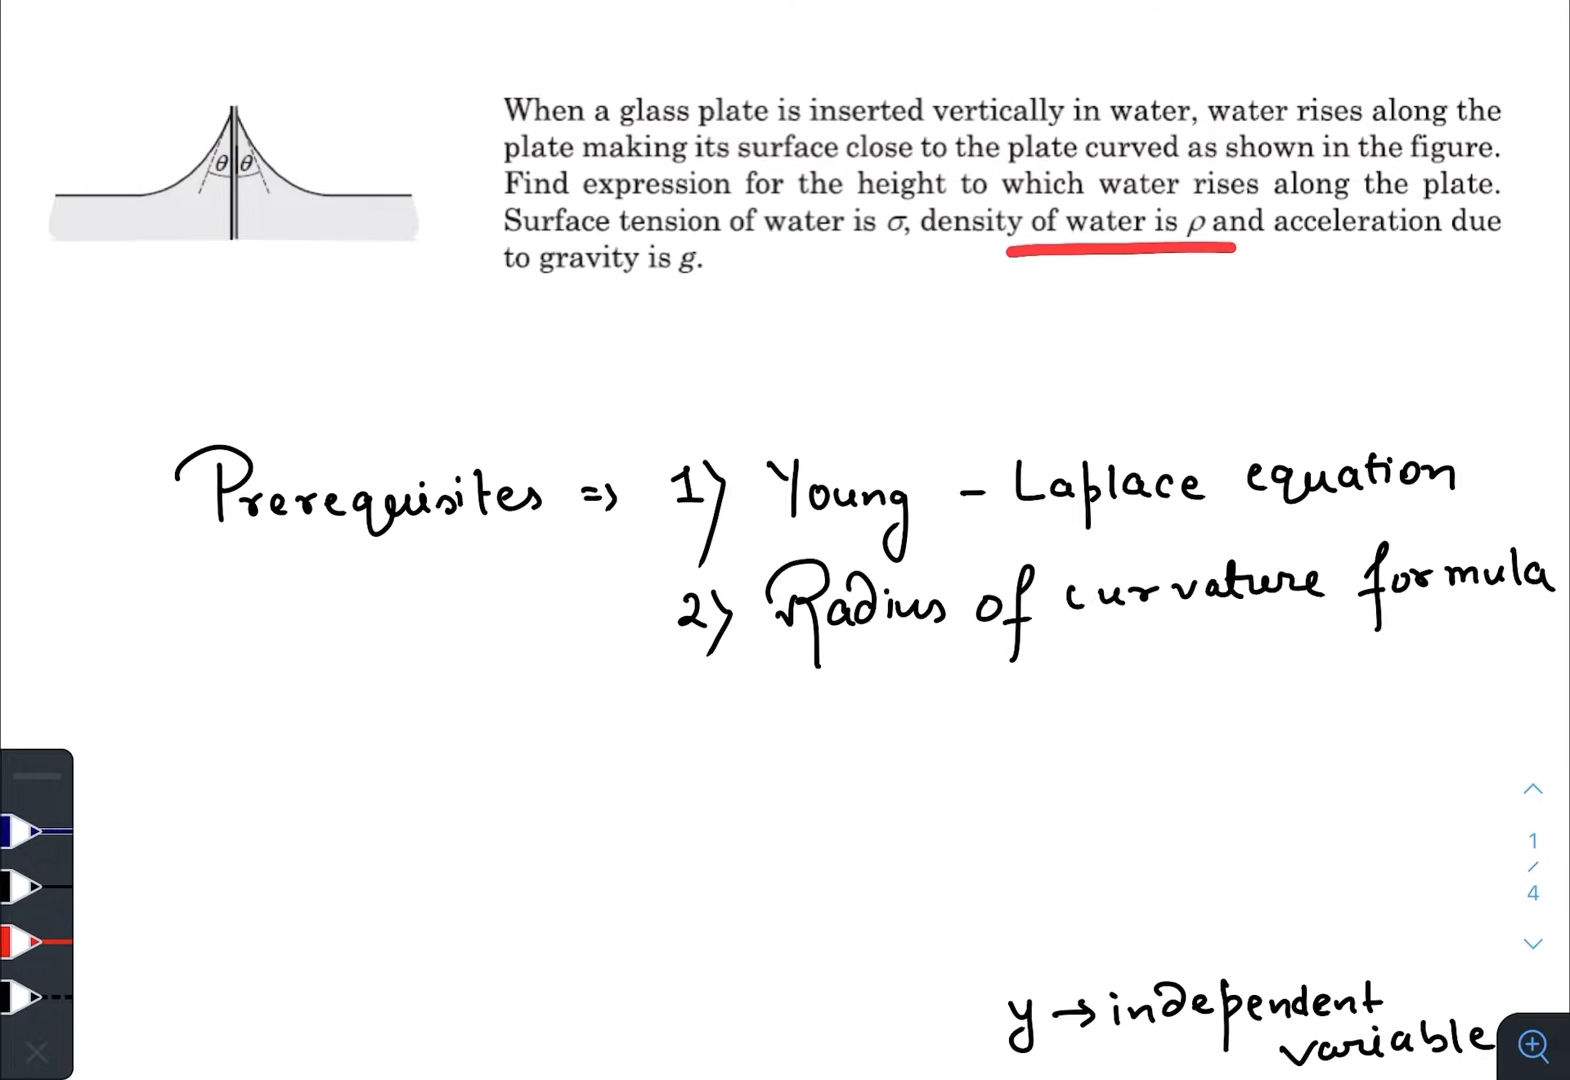 When a glass plate is inserted vertically in water, water rises along the
plate making its surface close to the plate curved as shown in the figure.
Find expression for the height to which water rises along the plate.
Surface tension of water is σ, density of water is ρ and acceleration due
to gravity is g.
θ θ
Prerequisites => 1) Young - Laplace equation
2) Radius of curvature formula
1
/
4
y → independent
variable